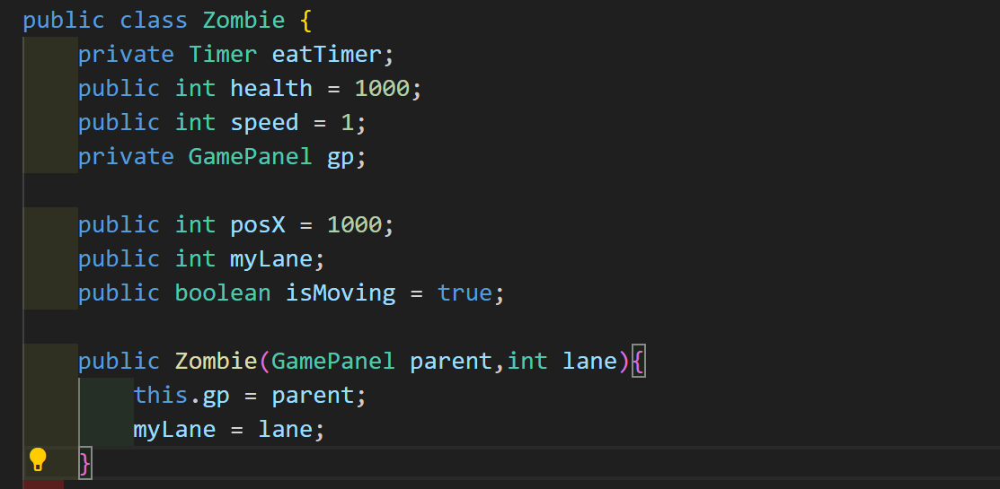 public class Zombie {
    private Timer eatTimer;
    public int health = 1000;
    public int speed = 1;
    private GamePanel gp;

    public int posX = 1000;
    public int myLane;
    public boolean isMoving = true;

    public Zombie(GamePanel parent,int lane){
        this.gp = parent;
        myLane = lane;
    }